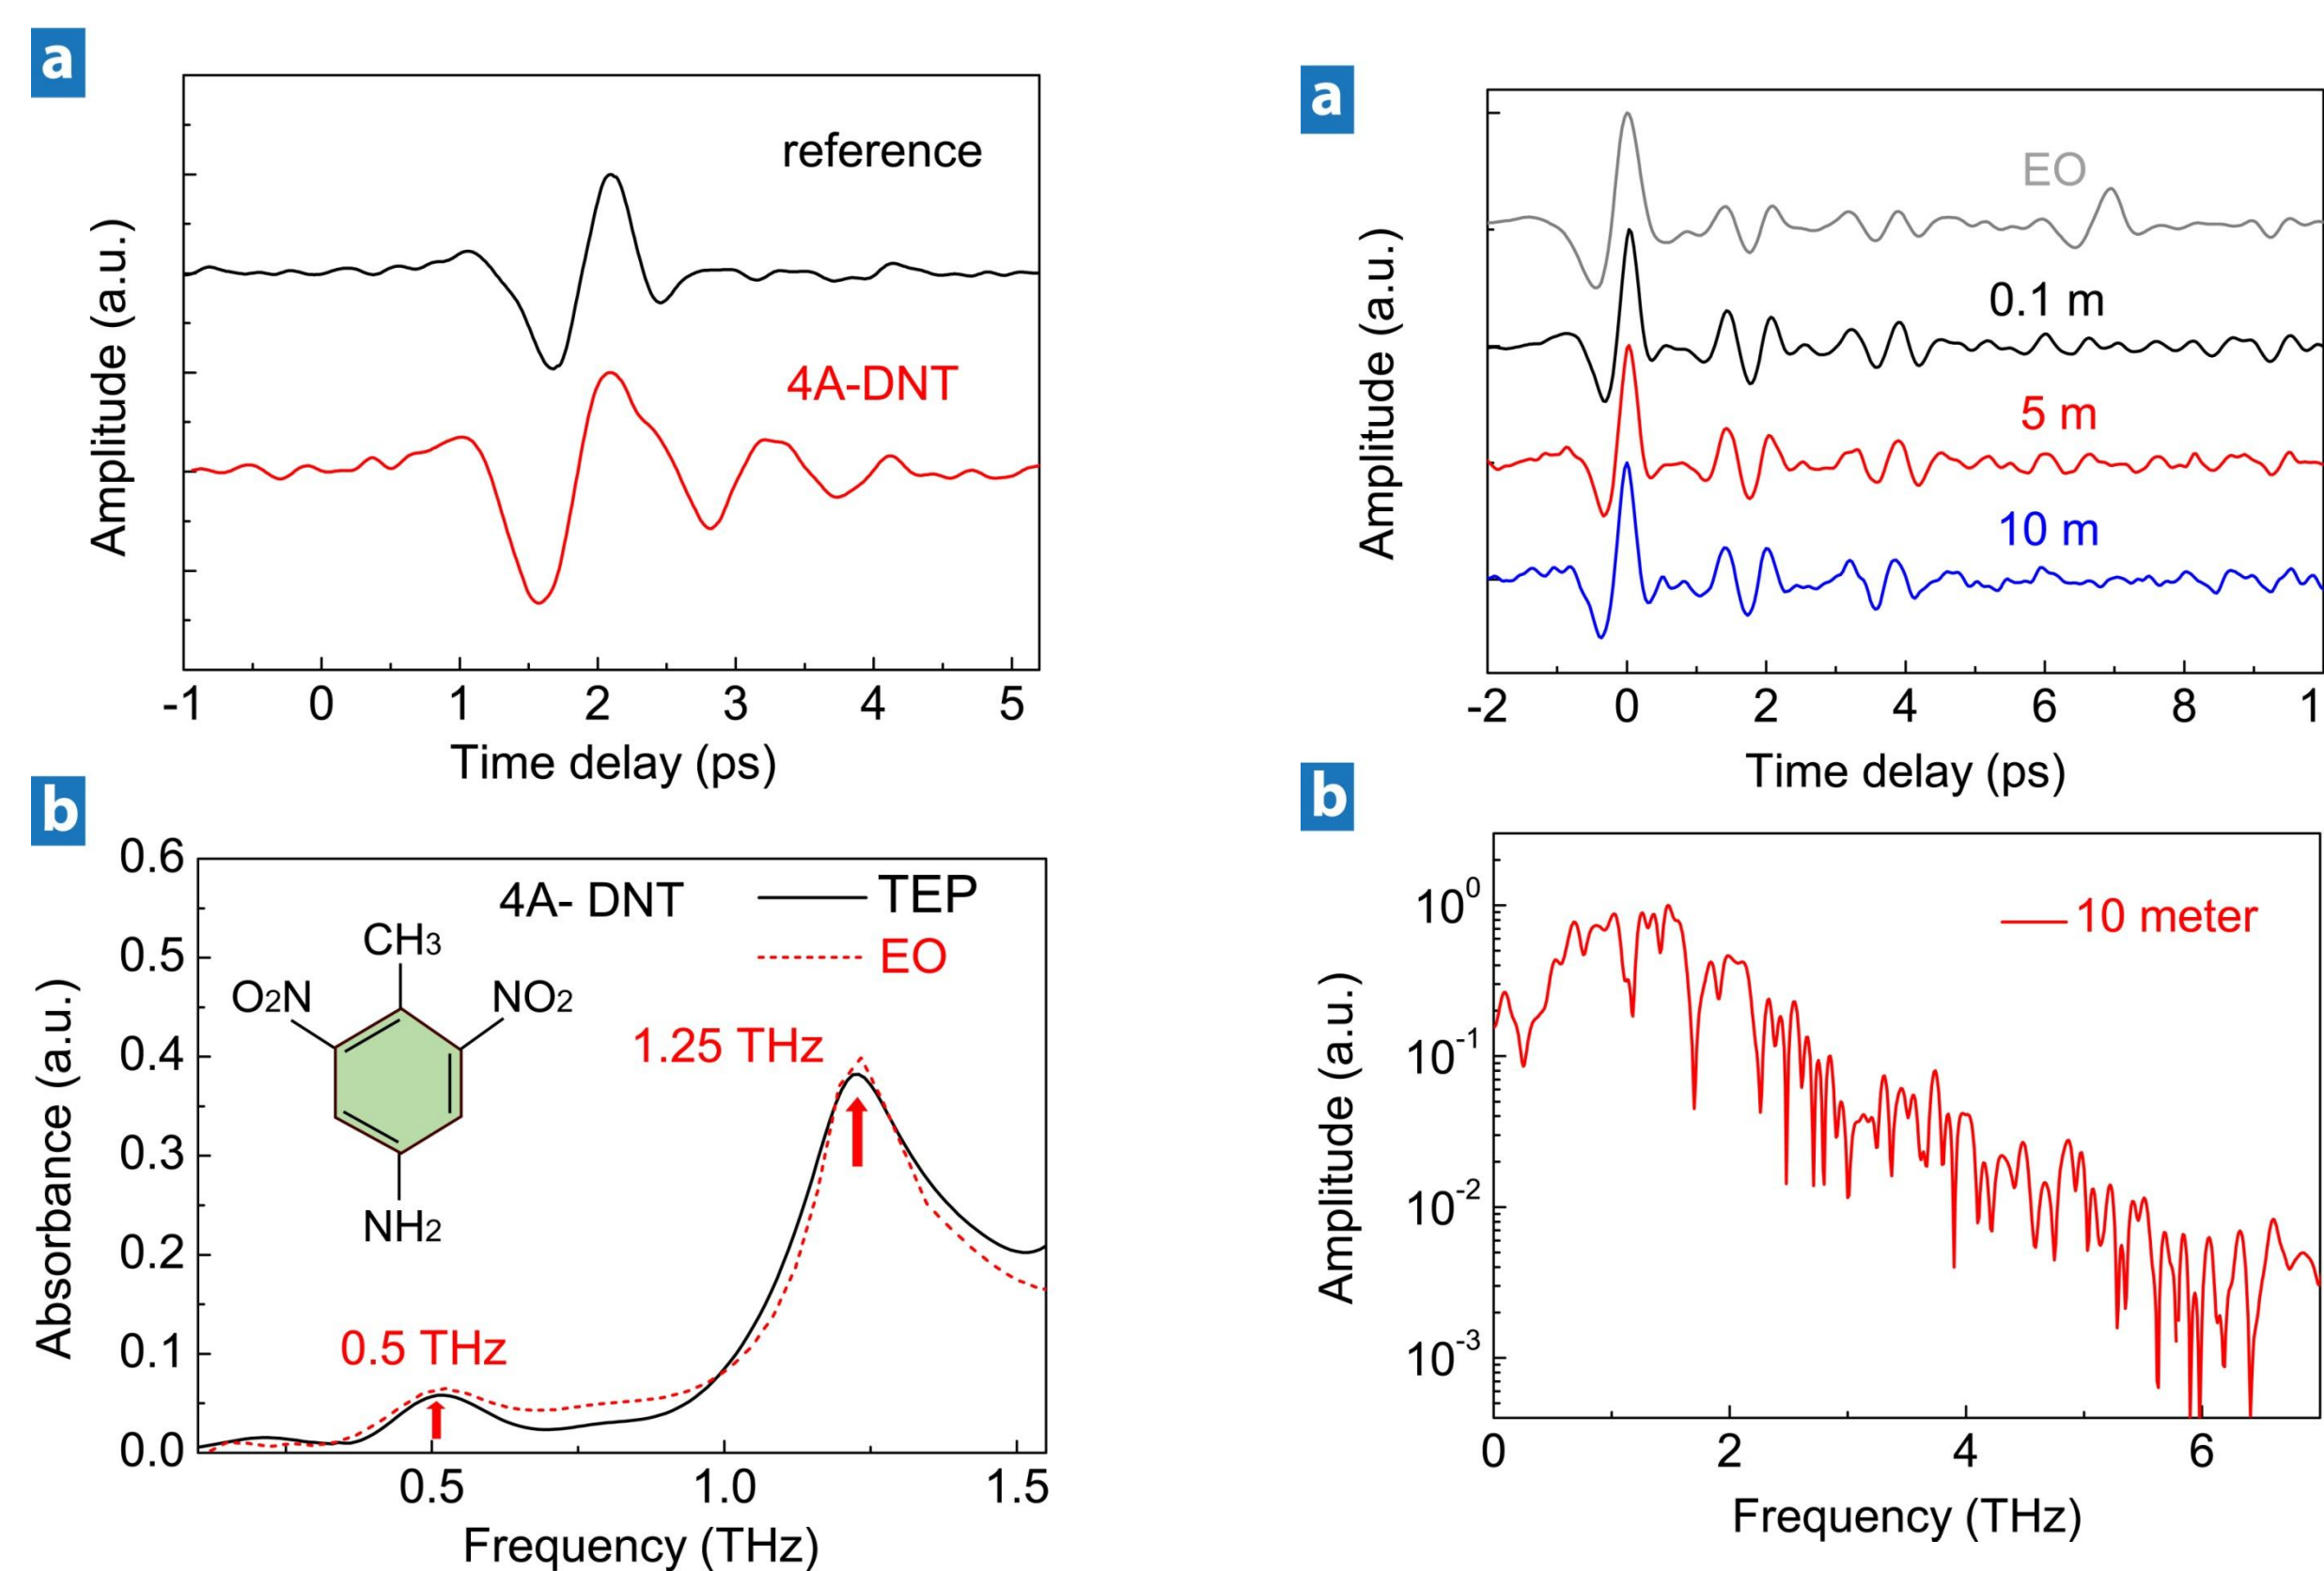 a
reference
4A-DNT
Amplitude (a.u.)
-1 0 1 2 3 4 5
Time delay (ps)
b
0.6
0.5
0.4
0.3
0.2
0.1
0.0
Absorbance (a.u.)
4A- DNT
TEP
EO
CH3
O2N
NO2
NH2
1.25 THz
0.5 THz
0.5 1.0 1.5
Frequency (THz)
a
EO
0.1 m
5 m
10 m
Amplitude (a.u.)
-2 0 2 4 6 8 1
Time delay (ps)
b
10 meter
10^0
10^-1
10^-2
10^-3
Amplitude (a.u.)
0 2 4 6
Frequency (THz)